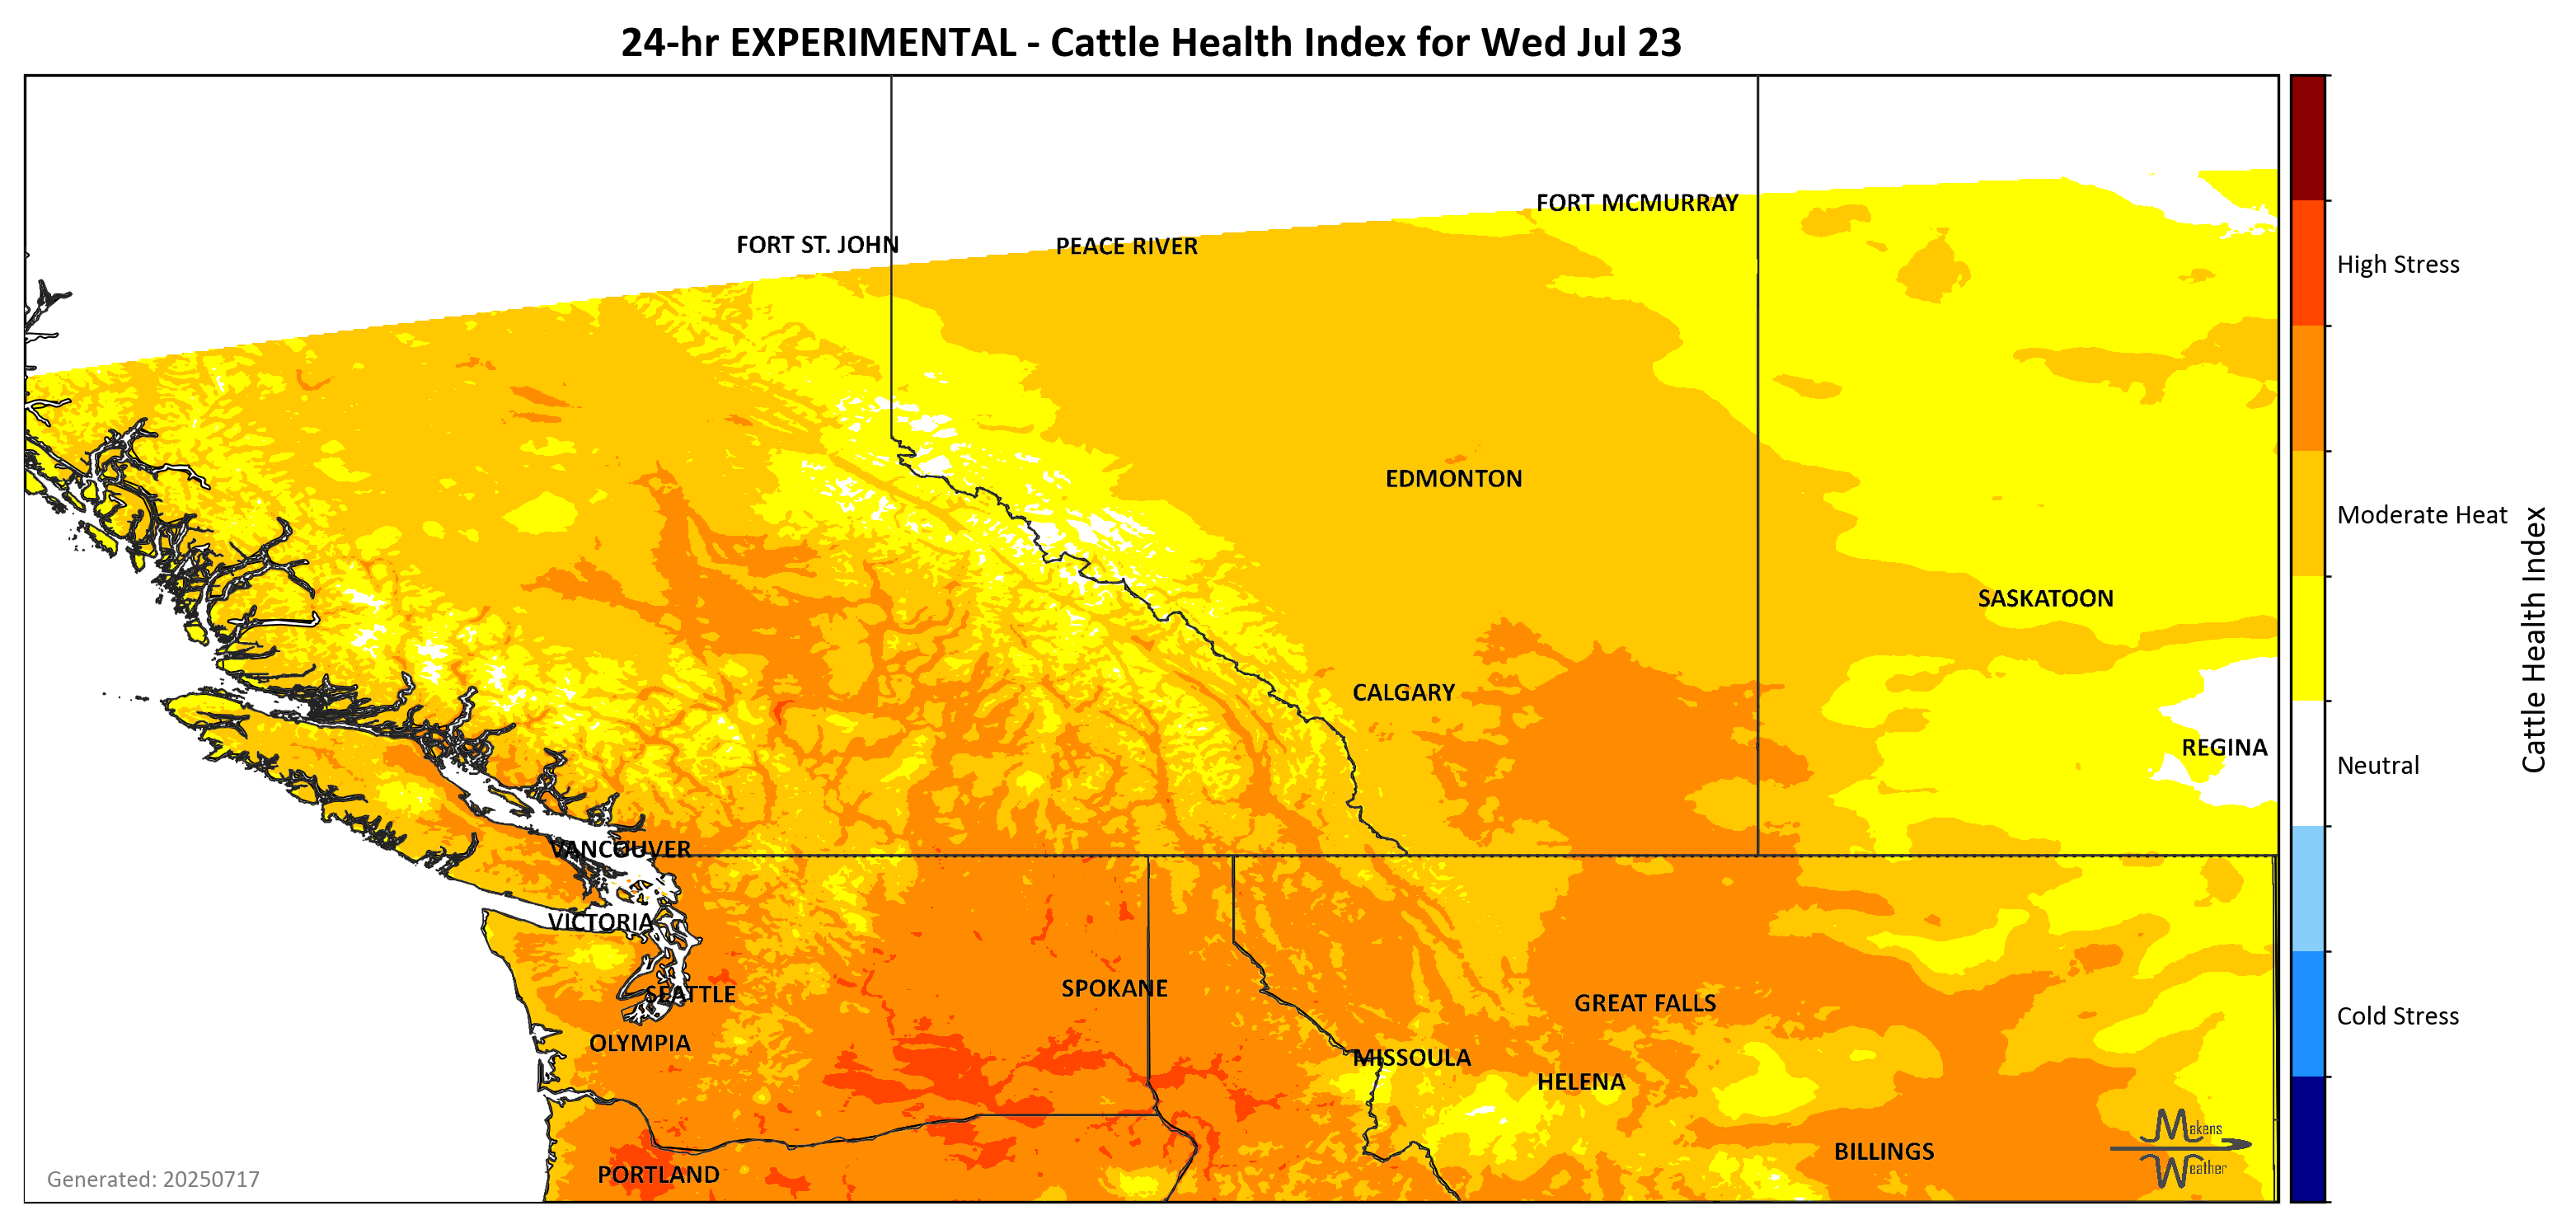 24-hr EXPERIMENTAL - Cattle Health Index for Wed Jul 23
FORT MCMURRAY
FORT ST. JOHN
PEACE RIVER
High Stress
EDMONTON
Moderate Heat
SASKATOON
Cattle Health Index
CALGARY
REGINA
Neutral
VANCOUVER
VICTORIA
SPOKANE
SEATTLE
GREAT FALLS
Cold Stress
OLYMPIA
MISSOULA
HELENA
Makens
Weather
BILLINGS
PORTLAND
Generated: 20250717